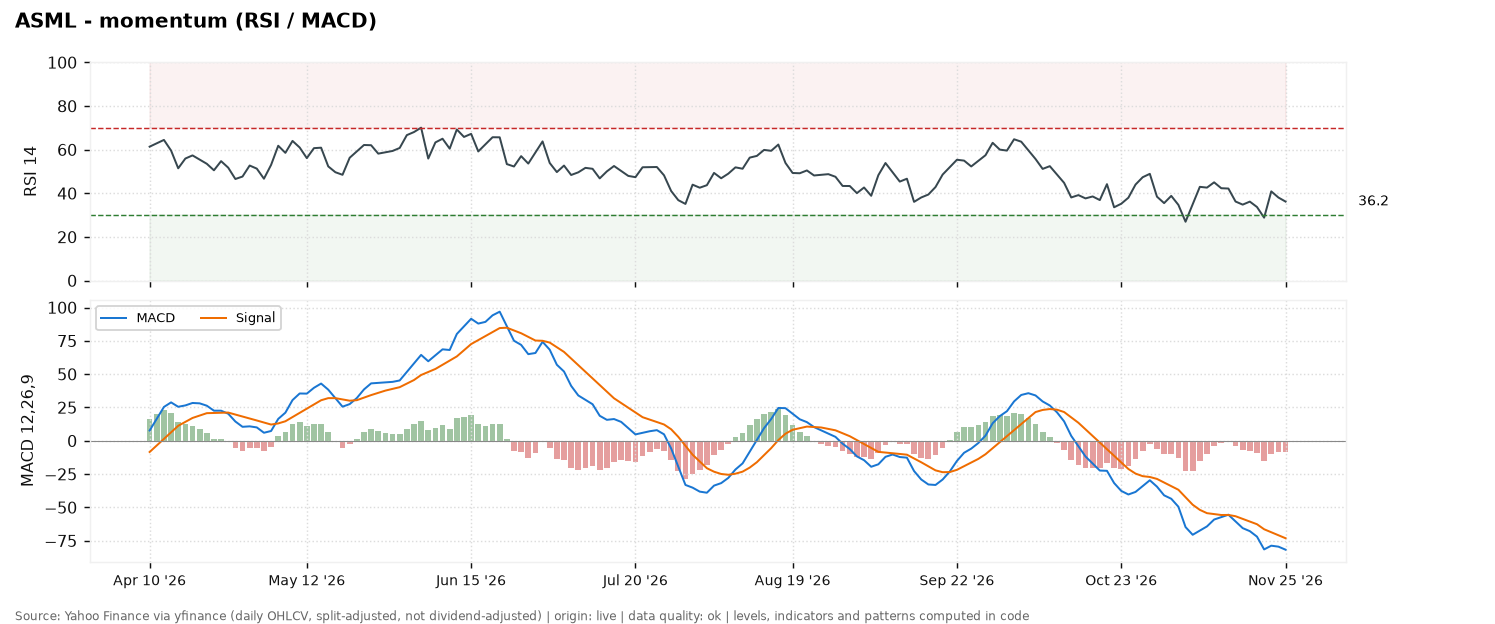 ASML - momentum (RSI / MACD)
100
80
60
40
20
0
RSI 14
36.2
MACD Signal
100
75
50
25
0
−25
−50
−75
MACD 12,26,9
Apr 10 '26 May 12 '26 Jun 15 '26 Jul 20 '26 Aug 19 '26 Sep 22 '26 Oct 23 '26 Nov 25 '26
Source: Yahoo Finance via yfinance (daily OHLCV, split-adjusted, not dividend-adjusted) | origin: live | data quality: ok | levels, indicators and patterns computed in code